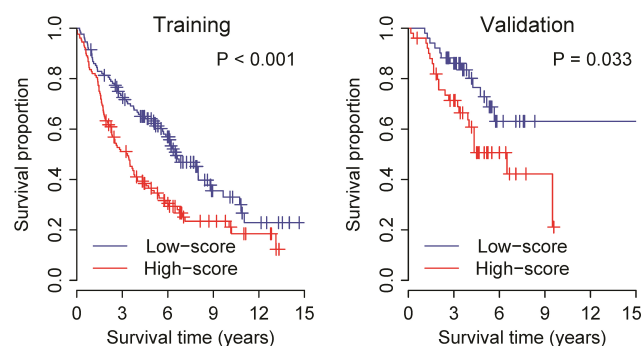 Training
P < 0.001
Survival proportion
1.0
0.8
0.6
0.4
0.2
0.0
Low−score
High−score
0 3 6 9 12 15
Survival time (years)
Validation
P = 0.033
Survival proportion
1.0
0.8
0.6
0.4
0.2
0.0
Low−score
High−score
0 3 6 9 12 15
Survival time (years)